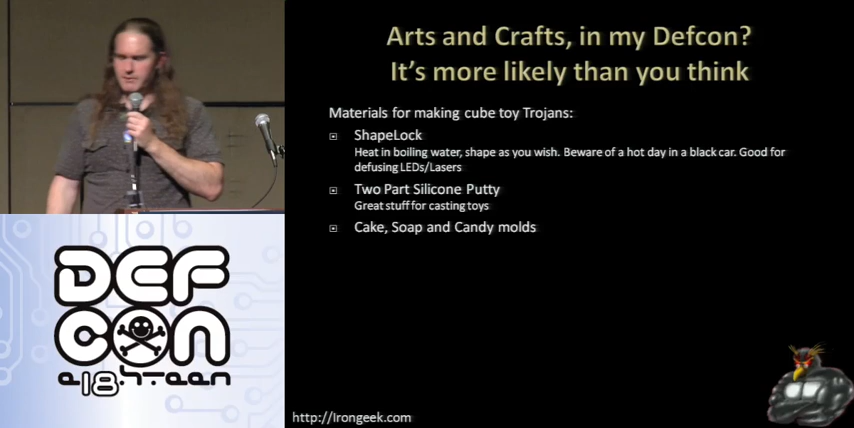 Arts and Crafts, in my Defcon?
It's more likely than you think
Materials for making cube toy Trojans:
ShapeLock
Heat in boiling water, shape as you wish. Beware of a hot day in a black car. Good for
defusing LEDs/Lasers
Two Part Silicone Putty
Great stuff for casting toys
Cake, Soap and Candy molds
DEF
CON
e18h-teen
http://Irongeek.com